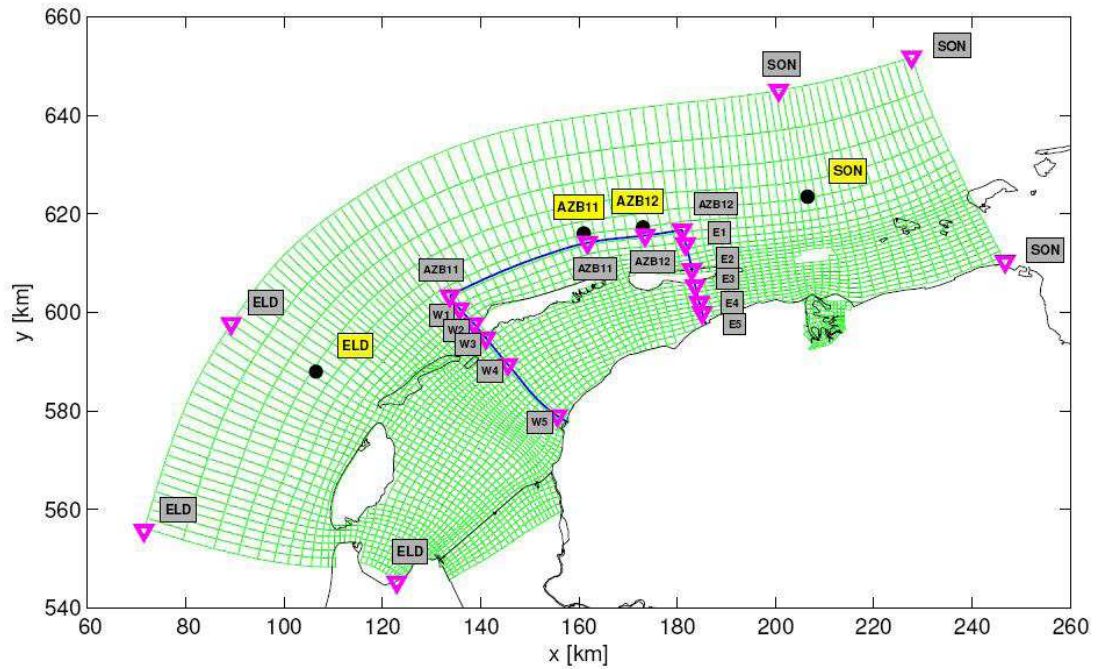 660
640
620
600
580
560
540
y [km]
60
80
100
120
140
160
180
200
220
240
260
x [km]
SON
SON
SON
AZB11
AZB12
AZB12
E1
AZB11
AZB11
AZB12
E2
SON
E3
ELD
W1
E4
W2
E5
W3
ELD
W4
W5
ELD
ELD